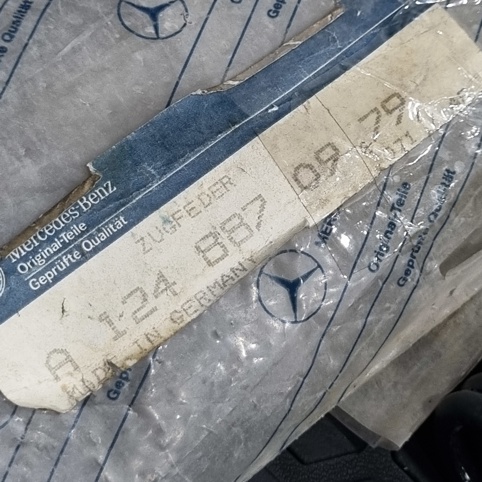 Mercedes-Benz
Original-Teile
Geprüfte Qualität
ZUGFEDER
A 124 887 09 79
MADE IN GERMANY
Original-Teile
Geprüfte Qualität